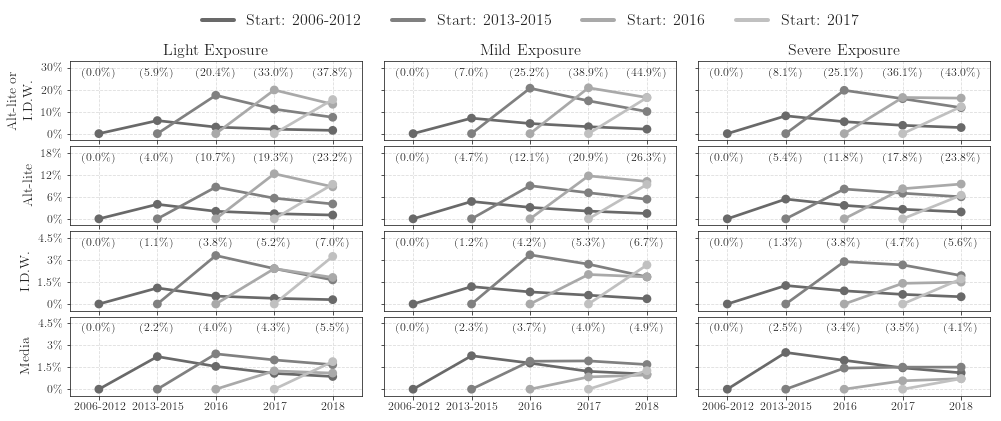 Start: 2006-2012 Start: 2013-2015 Start: 2016 Start: 2017
Light Exposure Mild Exposure Severe Exposure
Alt-lite or
I.D.W.
30%
20%
10%
0%
(0.0%) (5.9%) (20.4%) (33.0%) (37.8%)
(0.0%) (7.0%) (25.2%) (38.9%) (44.9%)
(0.0%) (8.1%) (25.1%) (36.1%) (43.0%)
Alt-lite
18%
12%
6%
0%
(0.0%) (4.0%) (10.7%) (19.3%) (23.2%)
(0.0%) (4.7%) (12.1%) (20.9%) (26.3%)
(0.0%) (5.4%) (11.8%) (17.8%) (23.8%)
I.D.W.
4.5%
3%
1.5%
0%
(0.0%) (1.1%) (3.8%) (5.2%) (7.0%)
(0.0%) (1.2%) (4.2%) (5.3%) (6.7%)
(0.0%) (1.3%) (3.8%) (4.7%) (5.6%)
Media
4.5%
3%
1.5%
0%
(0.0%) (2.2%) (4.0%) (4.3%) (5.5%)
(0.0%) (2.3%) (3.7%) (4.0%) (4.9%)
(0.0%) (2.5%) (3.4%) (3.5%) (4.1%)
2006-2012 2013-2015 2016 2017 2018
2006-2012 2013-2015 2016 2017 2018
2006-2012 2013-2015 2016 2017 2018